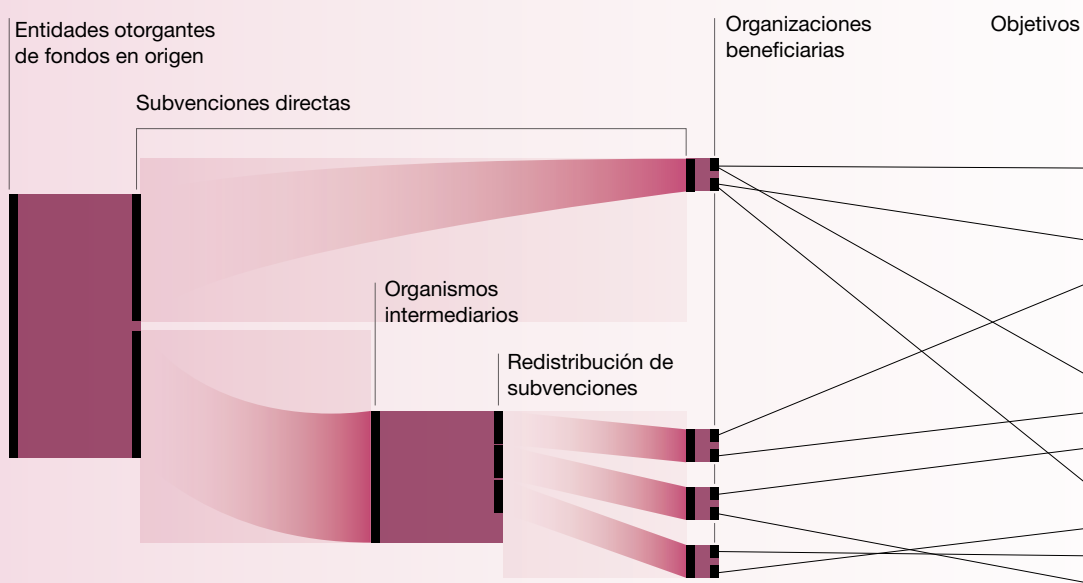 Entidades otorgantes
de fondos en origen
Subvenciones directas
Organizaciones
beneficiarias
Objetivos
Organismos
intermediarios
Redistribución de
subvenciones